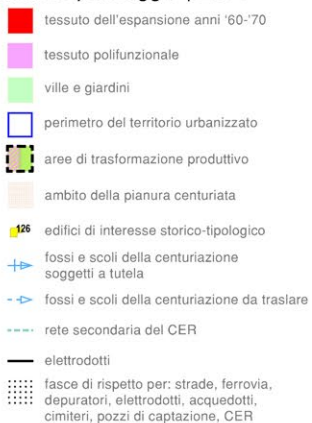 tessuto dell'espansione anni '60-'70
tessuto polifunzionale
ville e giardini
perimetro del territorio urbanizzato
aree di trasformazione produttivo
ambito della pianura centuriata
126 edifici di interesse storico-tipologico
fossi e scoli della centuriazione
soggetti a tutela
fossi e scoli della centuriazione da traslare
rete secondaria del CER
elettrodotti
fasce di rispetto per: strade, ferrovia,
depuratori, elettrodotti, acquedotti,
cimiteri, pozzi di captazione, CER